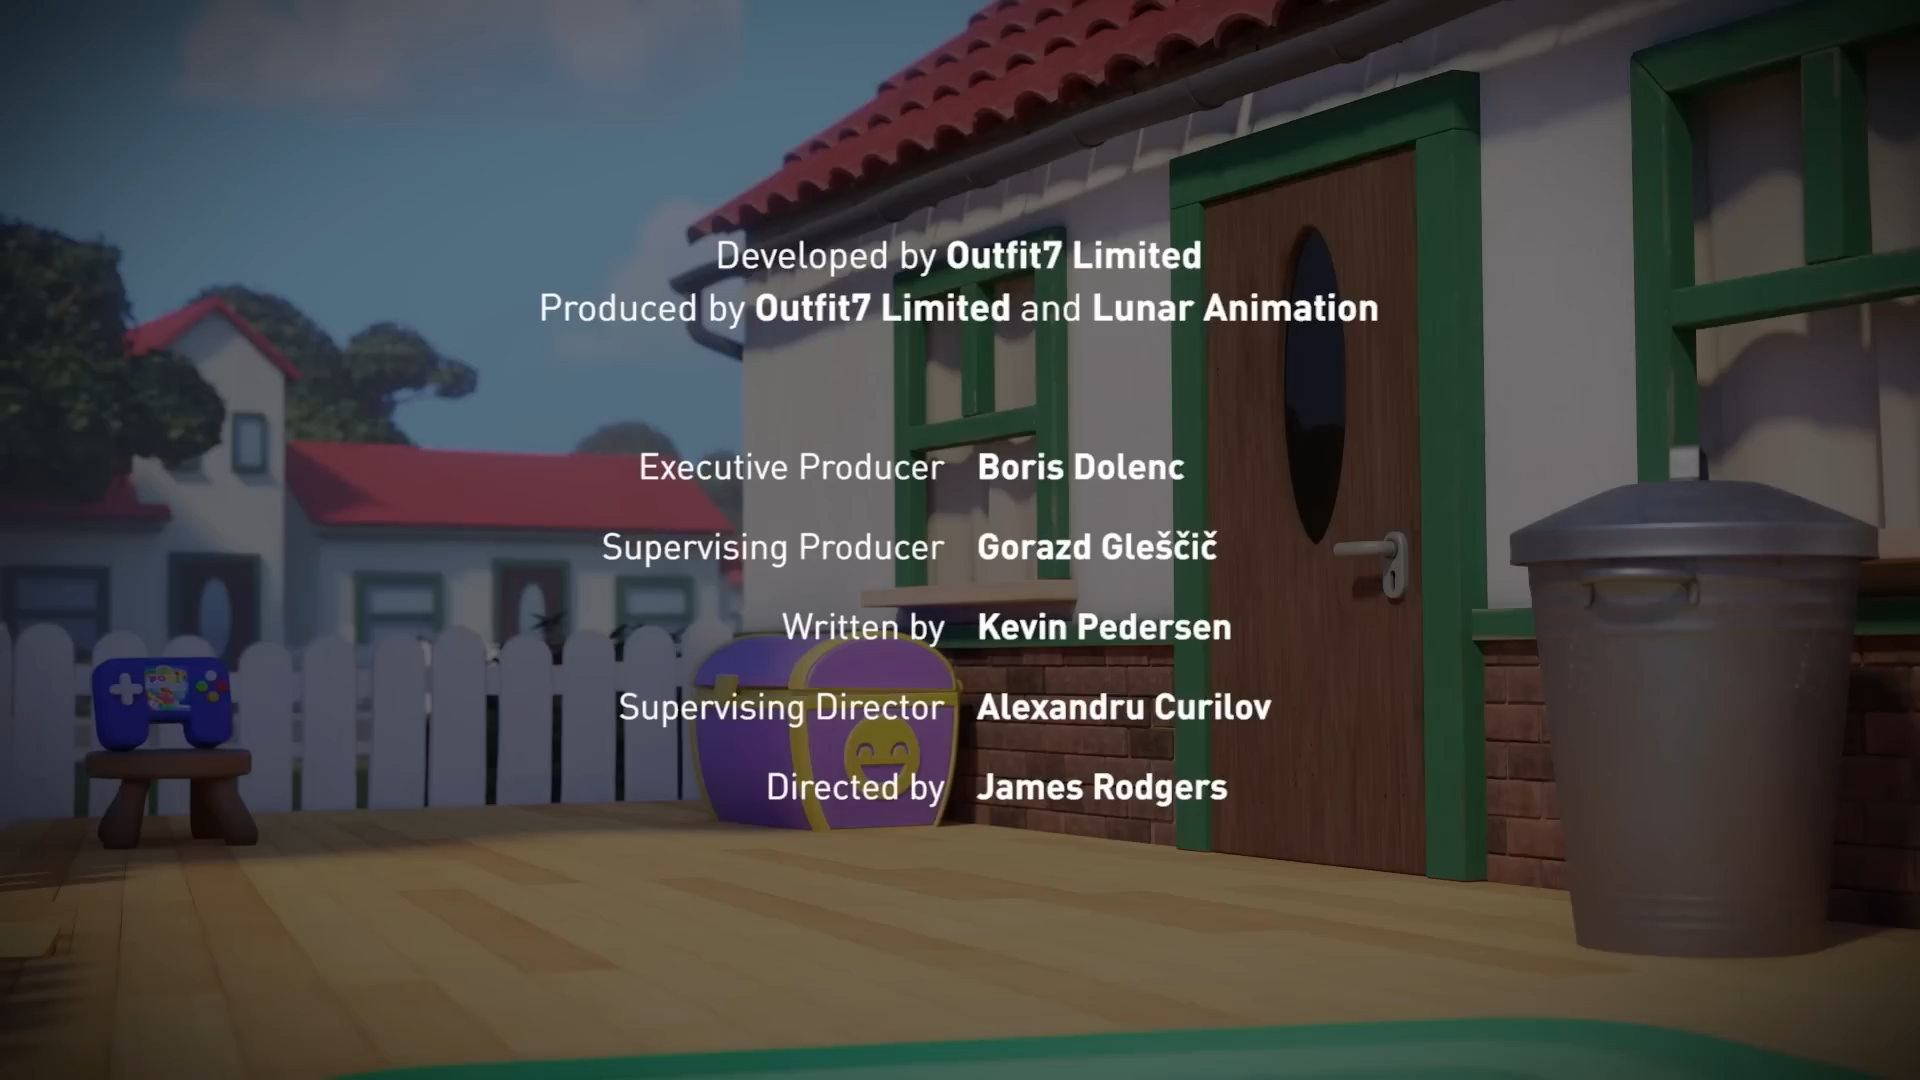 Developed by Outfit7 Limited
Produced by Outfit7 Limited and Lunar Animation
Executive Producer Boris Dolenc
Supervising Producer Gorazd Gleščič
Written by Kevin Pedersen
Supervising Director Alexandru Curilov
Directed by James Rodgers